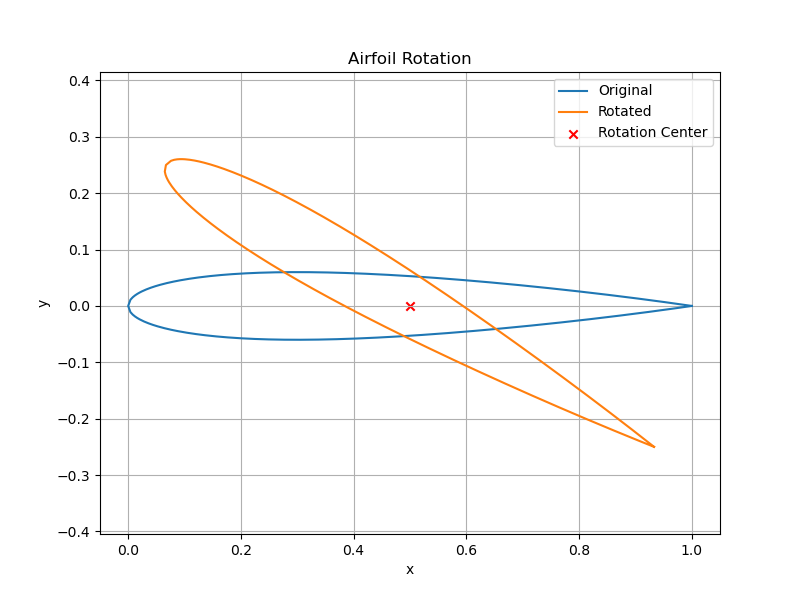 Airfoil Rotation
Original
Rotated
Rotation Center
y
0.4
0.3
0.2
0.1
0.0
−0.1
−0.2
−0.3
−0.4
0.0 0.2 0.4 0.6 0.8 1.0
x